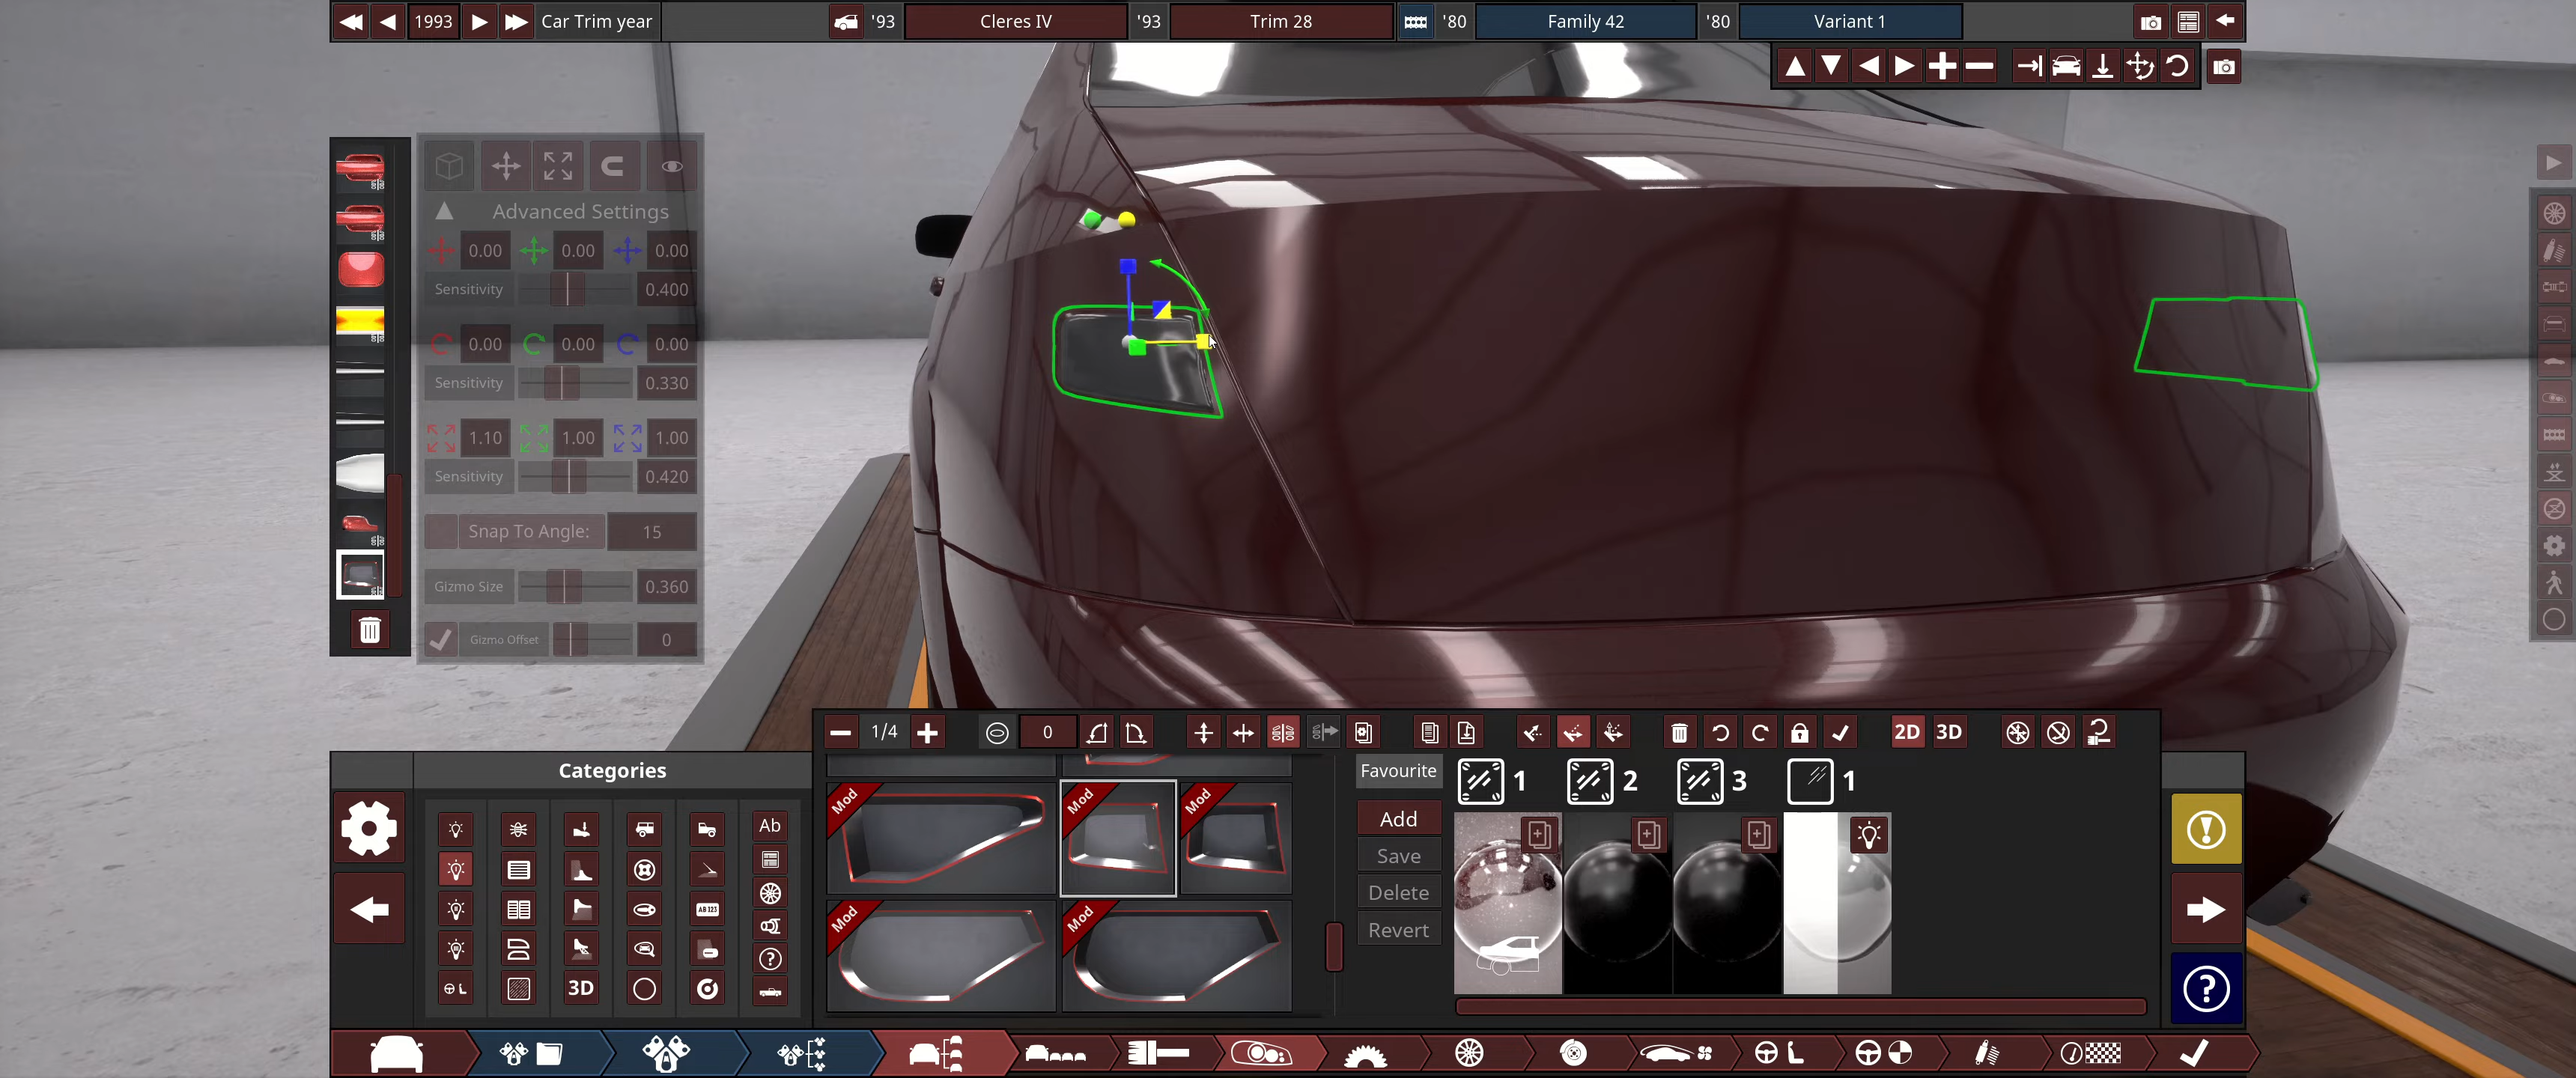 1993 Car Trim year '93 Cleres IV '93 Trim 28 '80 Family 42 '80 Variant 1
Advanced Settings
0.00 0.00 0.00
Sensitivity 0.400
0.00 0.00 0.00
Sensitivity 0.330
1.10 1.00 1.00
Sensitivity 0.420
Snap To Angle: 15
Gizmo Size 0.360
Gizmo Offset 0
1/4 0 2D 3D
Categories
Ab
AB 123
3D
?
Mod Mod Mod
Mod Mod
Favourite 1 2 3 1
Add
Save
Delete
Revert
?